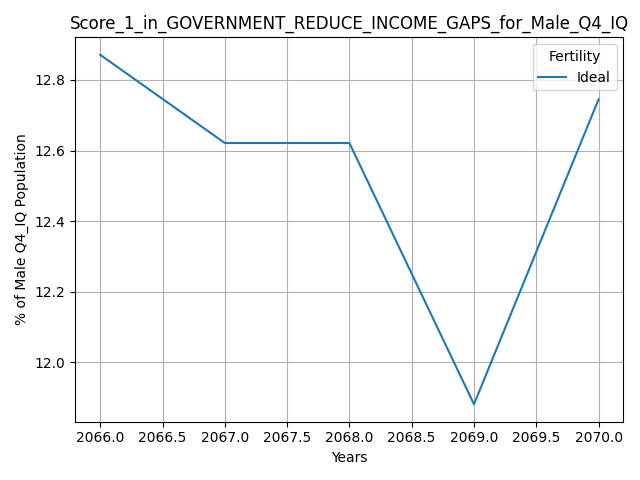 Score_1_in_GOVERNMENT_REDUCE_INCOME_GAPS_for_Male_Q4_IQ
Fertility
Ideal
% of Male Q4_IQ Population
12.8
12.6
12.4
12.2
12.0
2066.0 2066.5 2067.0 2067.5 2068.0 2068.5 2069.0 2069.5 2070.0
Years